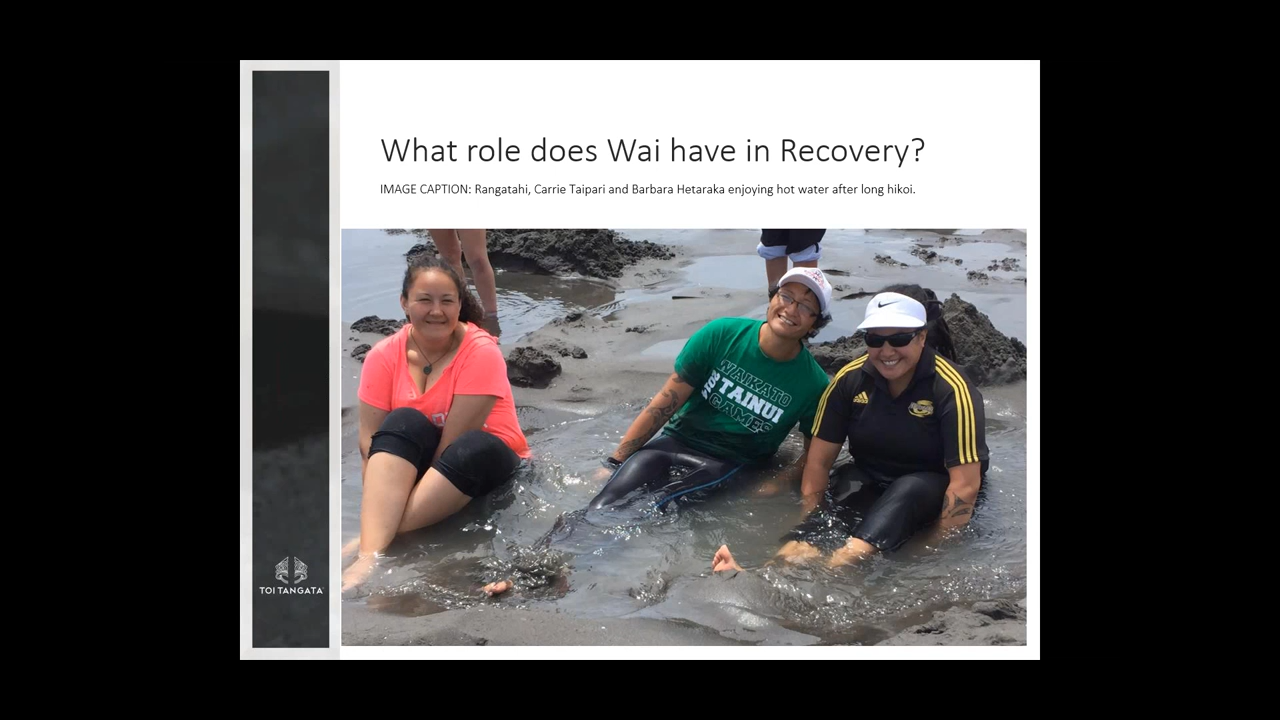 What role does Wai have in Recovery?
IMAGE CAPTION: Rangatahi, Carrie Taipari and Barbara Hetaraka enjoying hot water after long hikoi.
WAIKATO
TAINUI
GAMES
TOI TANGATA